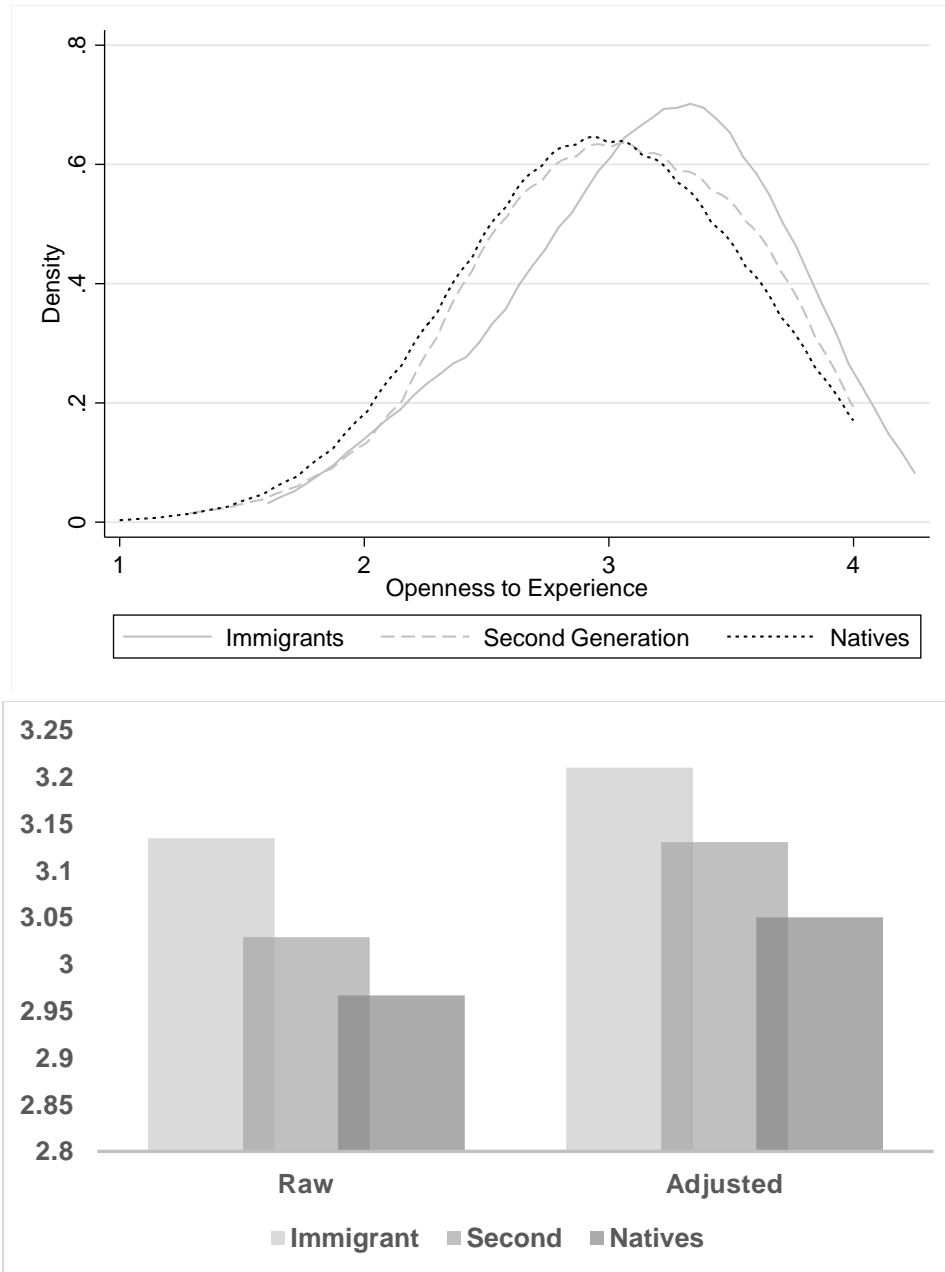 .8
.6
.4
.2
0
Density
1 2 3 4
Openness to Experience
Immigrants Second Generation Natives
3.25
3.2
3.15
3.1
3.05
3
2.95
2.9
2.85
2.8
Raw Adjusted
Immigrant Second Natives